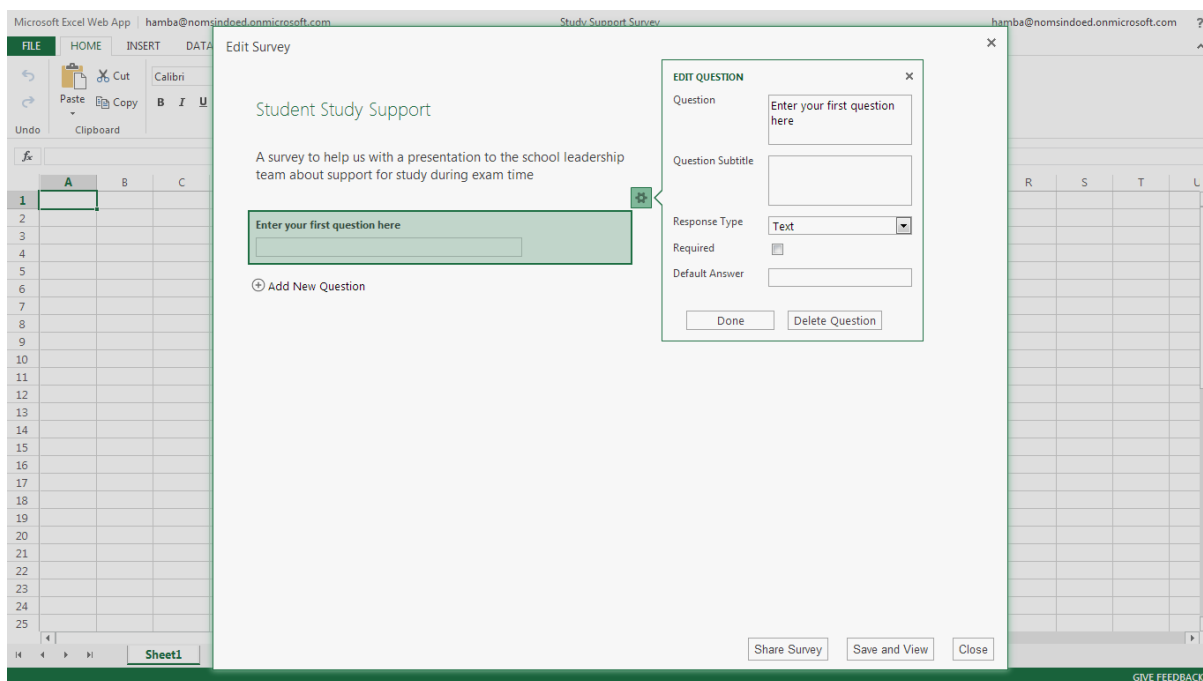 Microsoft Excel Web App hamba@nomsindoed.onmicrosoft.com Study Support Survey hamba@nomsindoed.onmicrosoft.com ?
FILE HOME INSERT DATA
Cut
Paste Copy
Calibri
B I U
Undo Clipboard
fx
A B C R S T
1
2
3
4
5
6
7
8
9
10
11
12
13
14
15
16
17
18
19
20
21
22
23
24
25
Sheet1
Edit Survey
Student Study Support
A survey to help us with a presentation to the school leadership
team about support for study during exam time
Enter your first question here
Add New Question
EDIT QUESTION
Question
Enter your first question
here
Question Subtitle
Response Type Text
Required
Default Answer
Done Delete Question
Share Survey Save and View Close
GIVE FEEDBACK